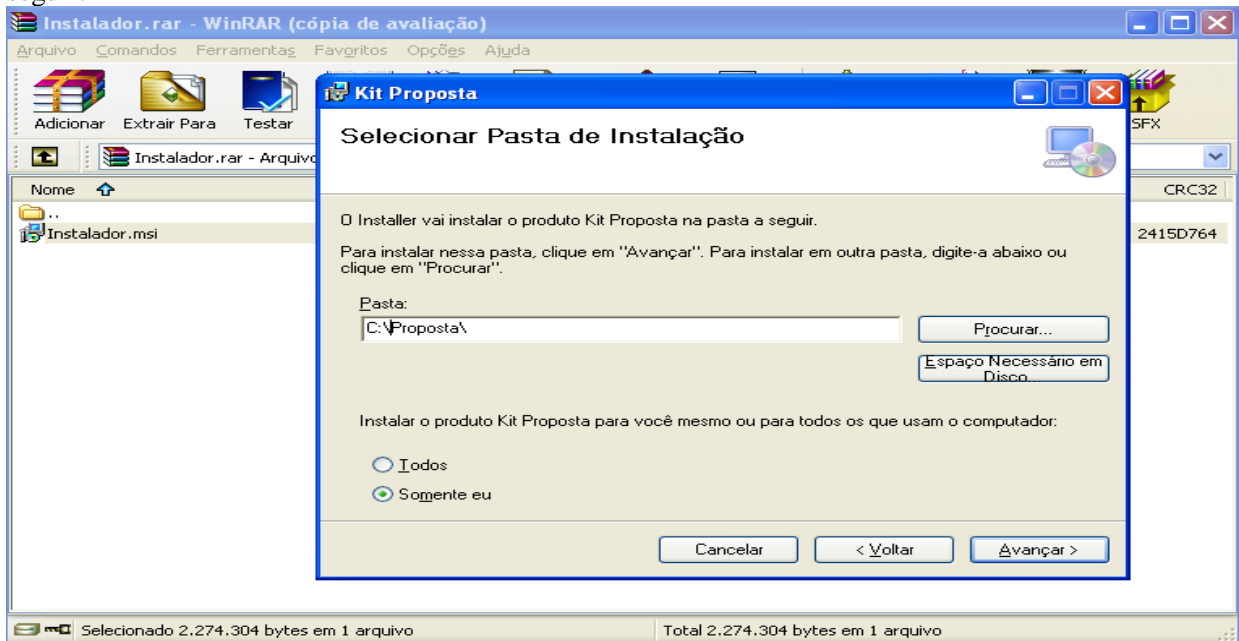 Instalador.rar - WinRAR (cópia de avaliação)
Arquivo Comandos Ferramentas Favoritos Opções Ajuda
Adicionar Extrair Para Testar SFX
Instalador.rar - Arquivo
Nome CRC32
..
Instalador.msi 2415D764
Kit Proposta
Selecionar Pasta de Instalação
O Installer vai instalar o produto Kit Proposta na pasta a seguir.
Para instalar nessa pasta, clique em "Avançar". Para instalar em outra pasta, digite-a abaixo ou
clique em "Procurar".
Pasta:
C:\Proposta\
Procurar...
Espaço Necessário em
Disco...
Instalar o produto Kit Proposta para você mesmo ou para todos os que usam o computador:
Todos
Somente eu
Cancelar < Voltar Avançar >
Selecionado 2.274.304 bytes em 1 arquivo Total 2.274.304 bytes em 1 arquivo